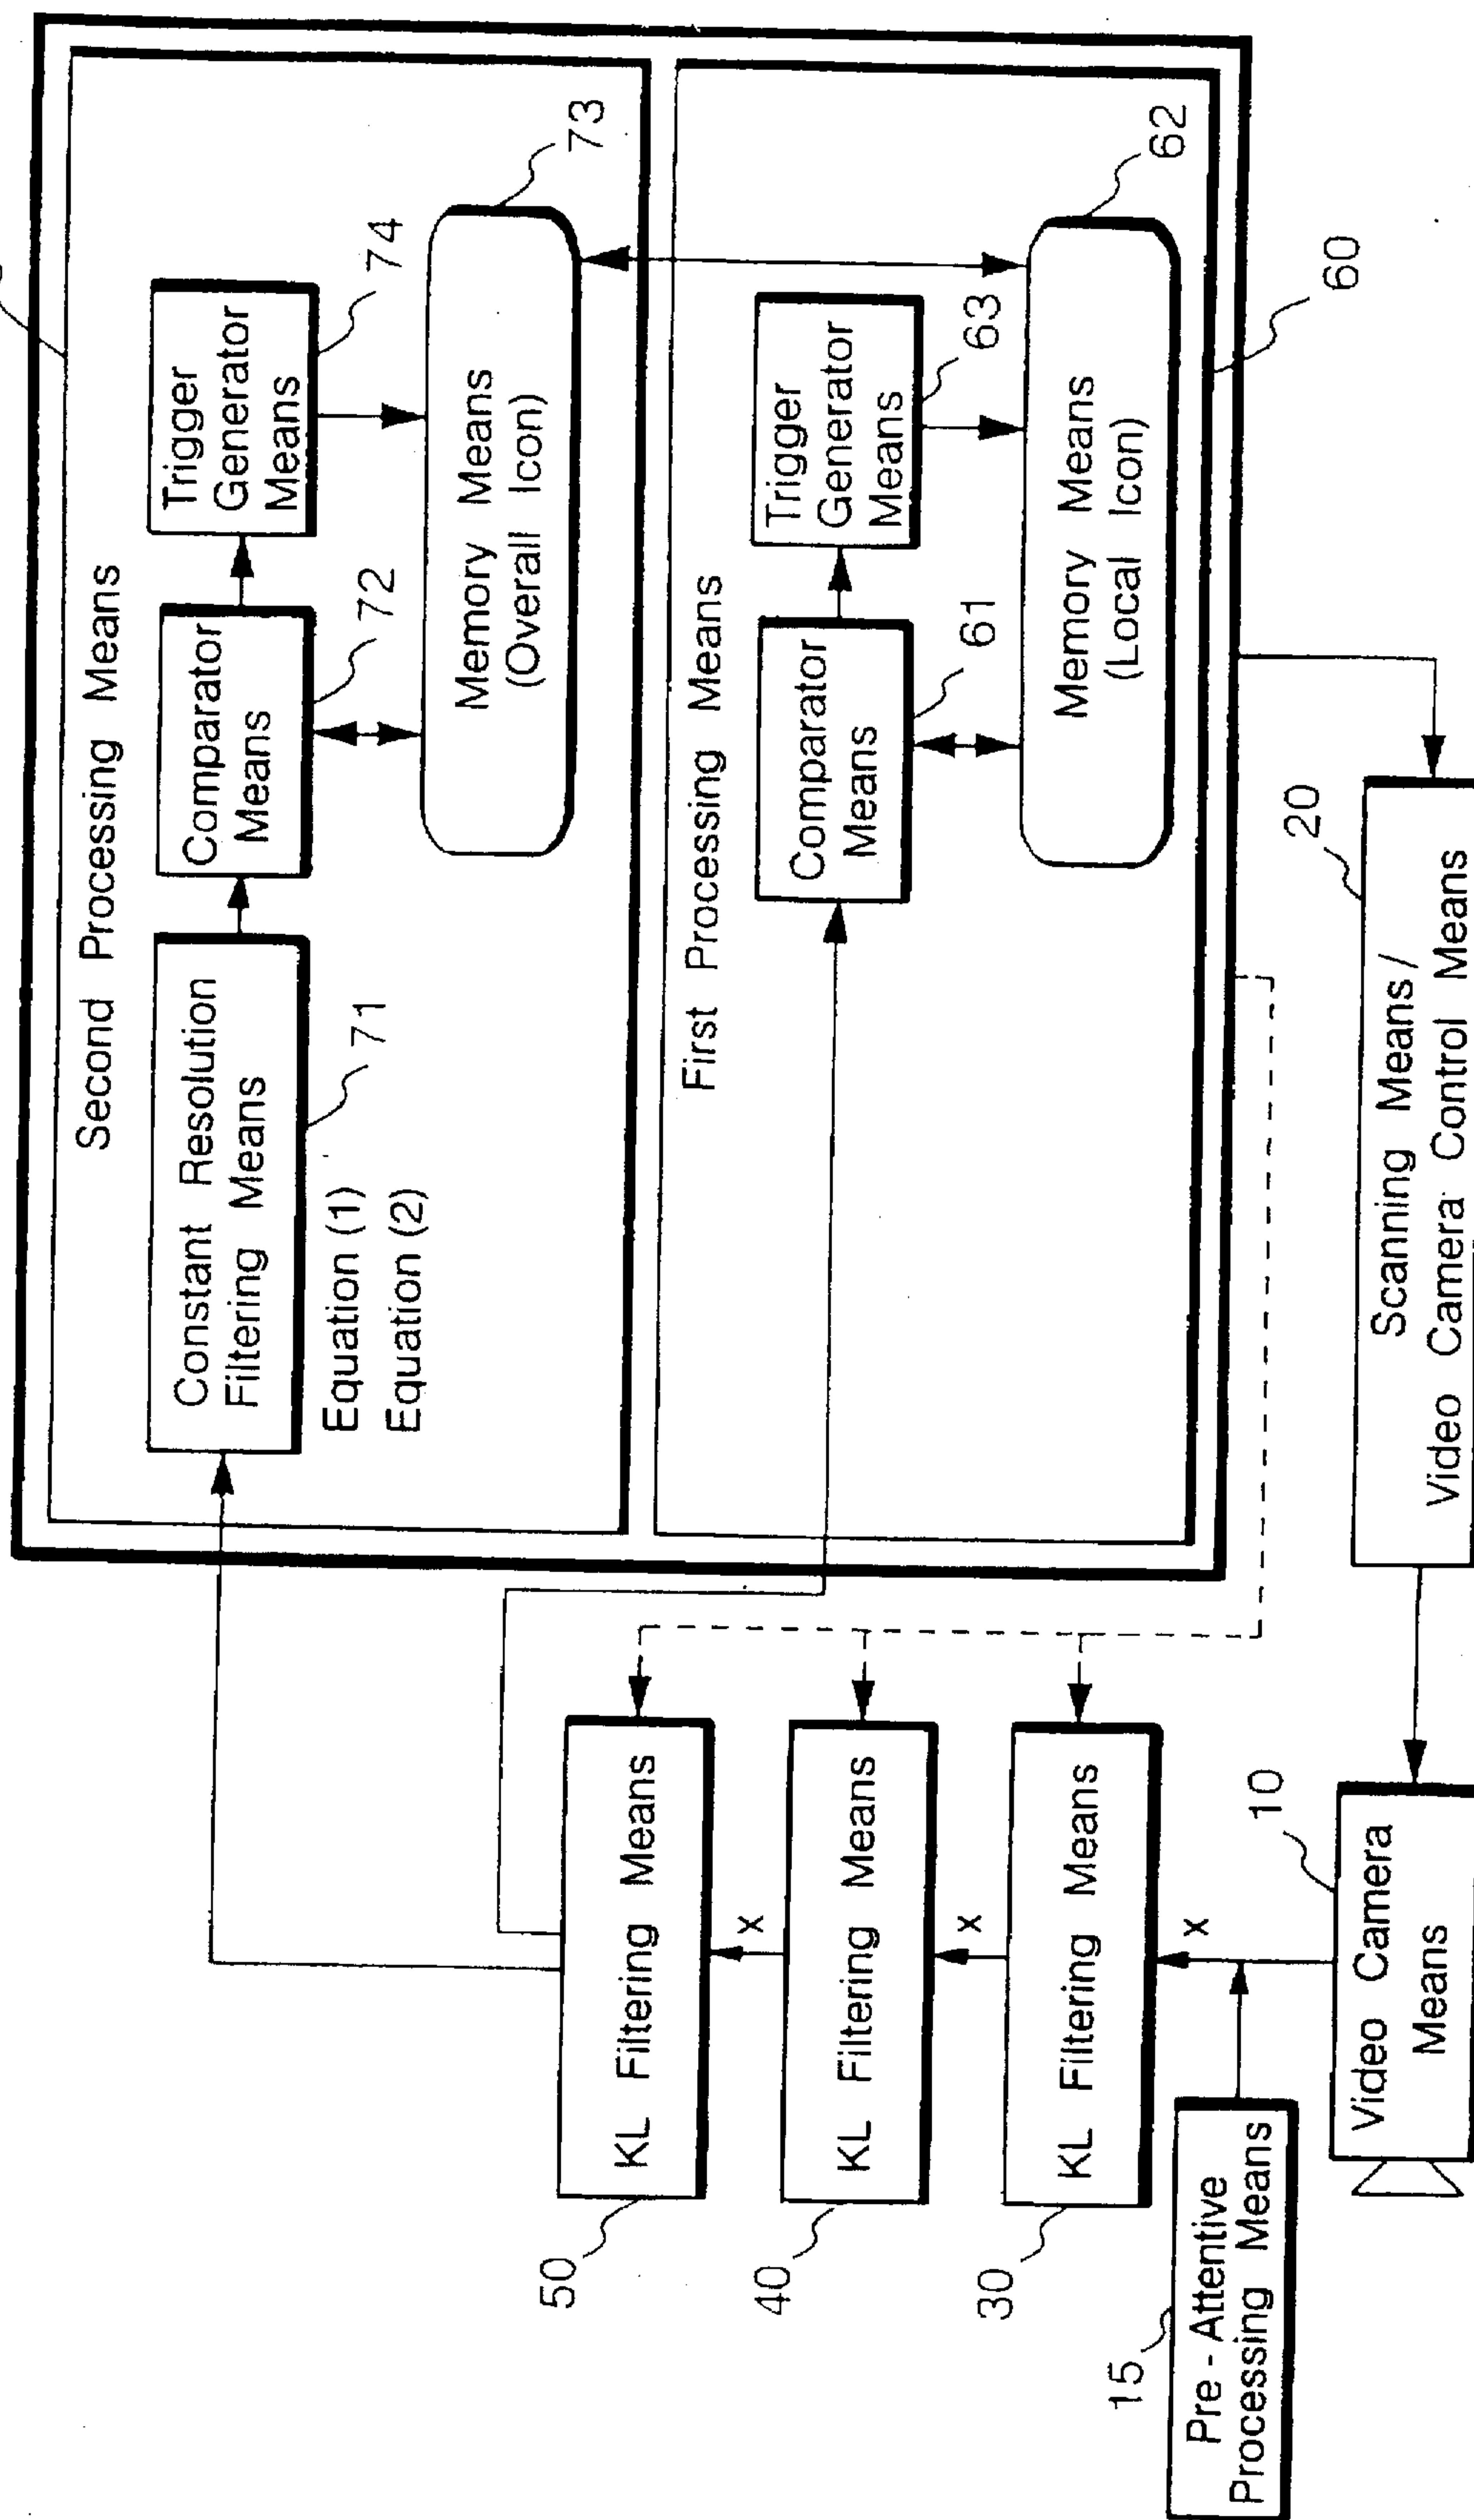 Second Processing Means
Constant Resolution
Filtering Means
71
Equation (1)
Equation (2)
Comparator
Means
72
Trigger
Generator
Means
74
Memory Means
(Overall Icon)
73
First Processing Means
Comparator
Means
61
Trigger
Generator
Means
63
Memory Means
(Local Icon)
62
60
50
KL Filtering Means
x
40
KL Filtering Means
x
30
KL Filtering Means
x
15
Pre-Attentive
Processing Means
10
Video Camera
Means
20
Scanning Means/
Video Camera Control Means